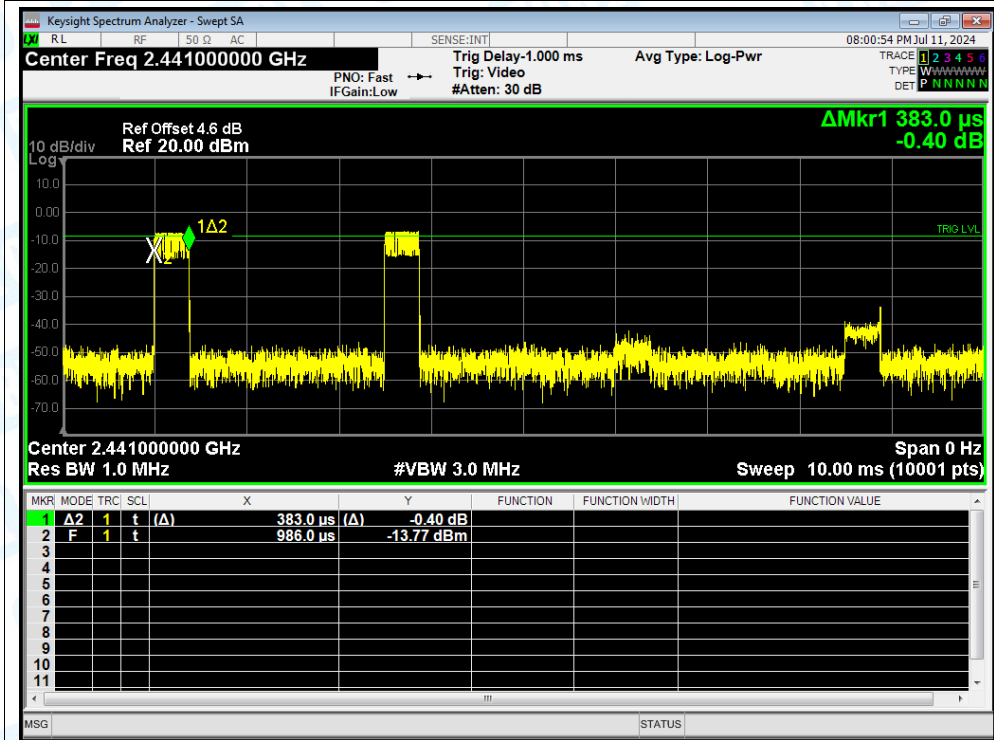 Keysight Spectrum Analyzer - Swept SA
LXI RL RF 50 Ω AC SENSE:INT 08:00:54 PM Jul 11, 2024
Center Freq 2.441000000 GHz
PNO: Fast
IFGain:Low
Trig Delay-1.000 ms
Trig: Video
#Atten: 30 dB
Avg Type: Log-Pwr
TRACE 1 2 3 4 5 6
TYPE WWWWWW
DET P N N N N N
ΔMkr1 383.0 µs
-0.40 dB
Ref Offset 4.6 dB
10 dB/div Ref 20.00 dBm
Log
10.0
0.00
-10.0
-20.0
-30.0
-40.0
-50.0
-60.0
-70.0
1Δ2
2
TRIG LVL
Center 2.441000000 GHz Span 0 Hz
Res BW 1.0 MHz #VBW 3.0 MHz Sweep 10.00 ms (10001 pts)
MKR MODE TRC SCL X Y FUNCTION FUNCTION WIDTH FUNCTION VALUE
1 Δ2 1 t (Δ) 383.0 µs (Δ) -0.40 dB
2 F 1 t 986.0 µs -13.77 dBm
3
4
5
6
7
8
9
10
11
MSG STATUS